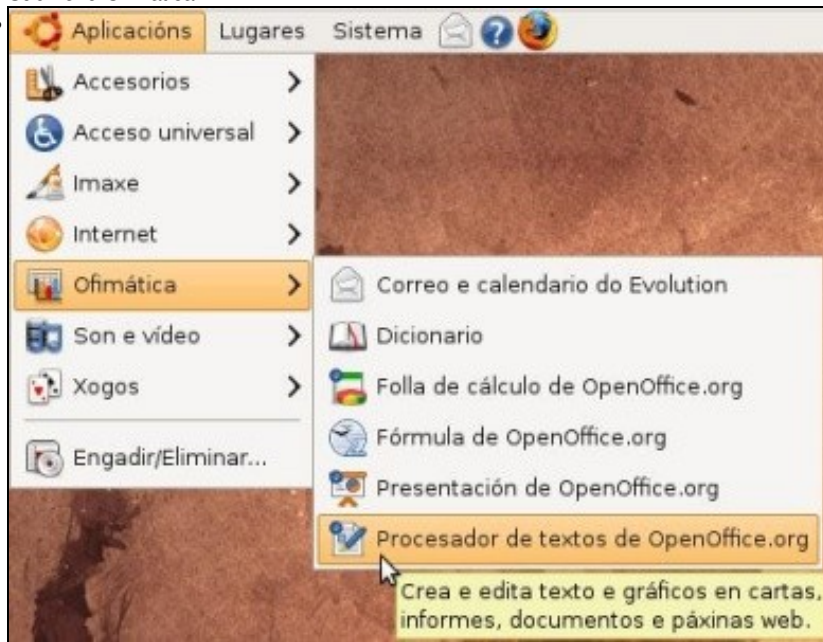 Aplicacións Lugares Sistema
Accesorios
Acceso universal
Imaxe
Internet
Ofimática
Son e vídeo
Xogos
Engadir/Eliminar...
Correo e calendario do Evolution
Dicionario
Folla de cálculo de OpenOffice.org
Fórmula de OpenOffice.org
Presentación de OpenOffice.org
Procesador de textos de OpenOffice.org
Crea e edita texto e gráficos en cartas,
informes, documentos e páxinas web.